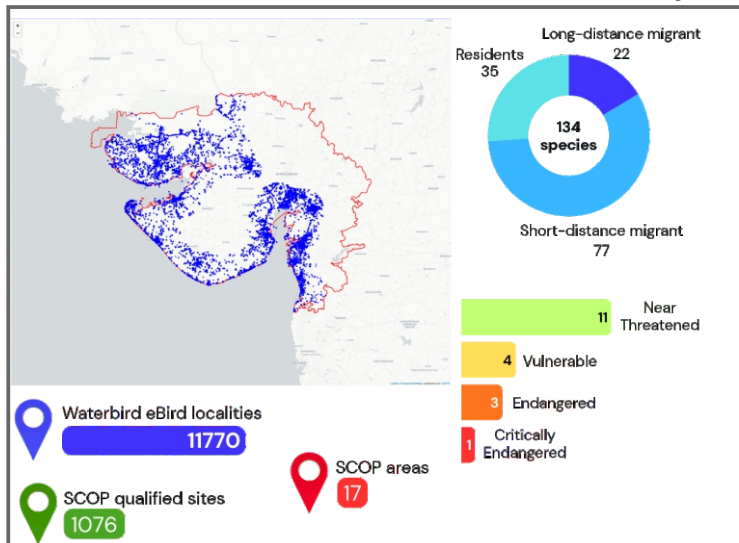 Long-distance migrant
22
Residents
35
134
species
Short-distance migrant
77
11
Near
Threatened
4
Vulnerable
3
Endangered
1
Critically
Endangered
Waterbird eBird localities
11770
SCOP areas
17
SCOP qualified sites
1076